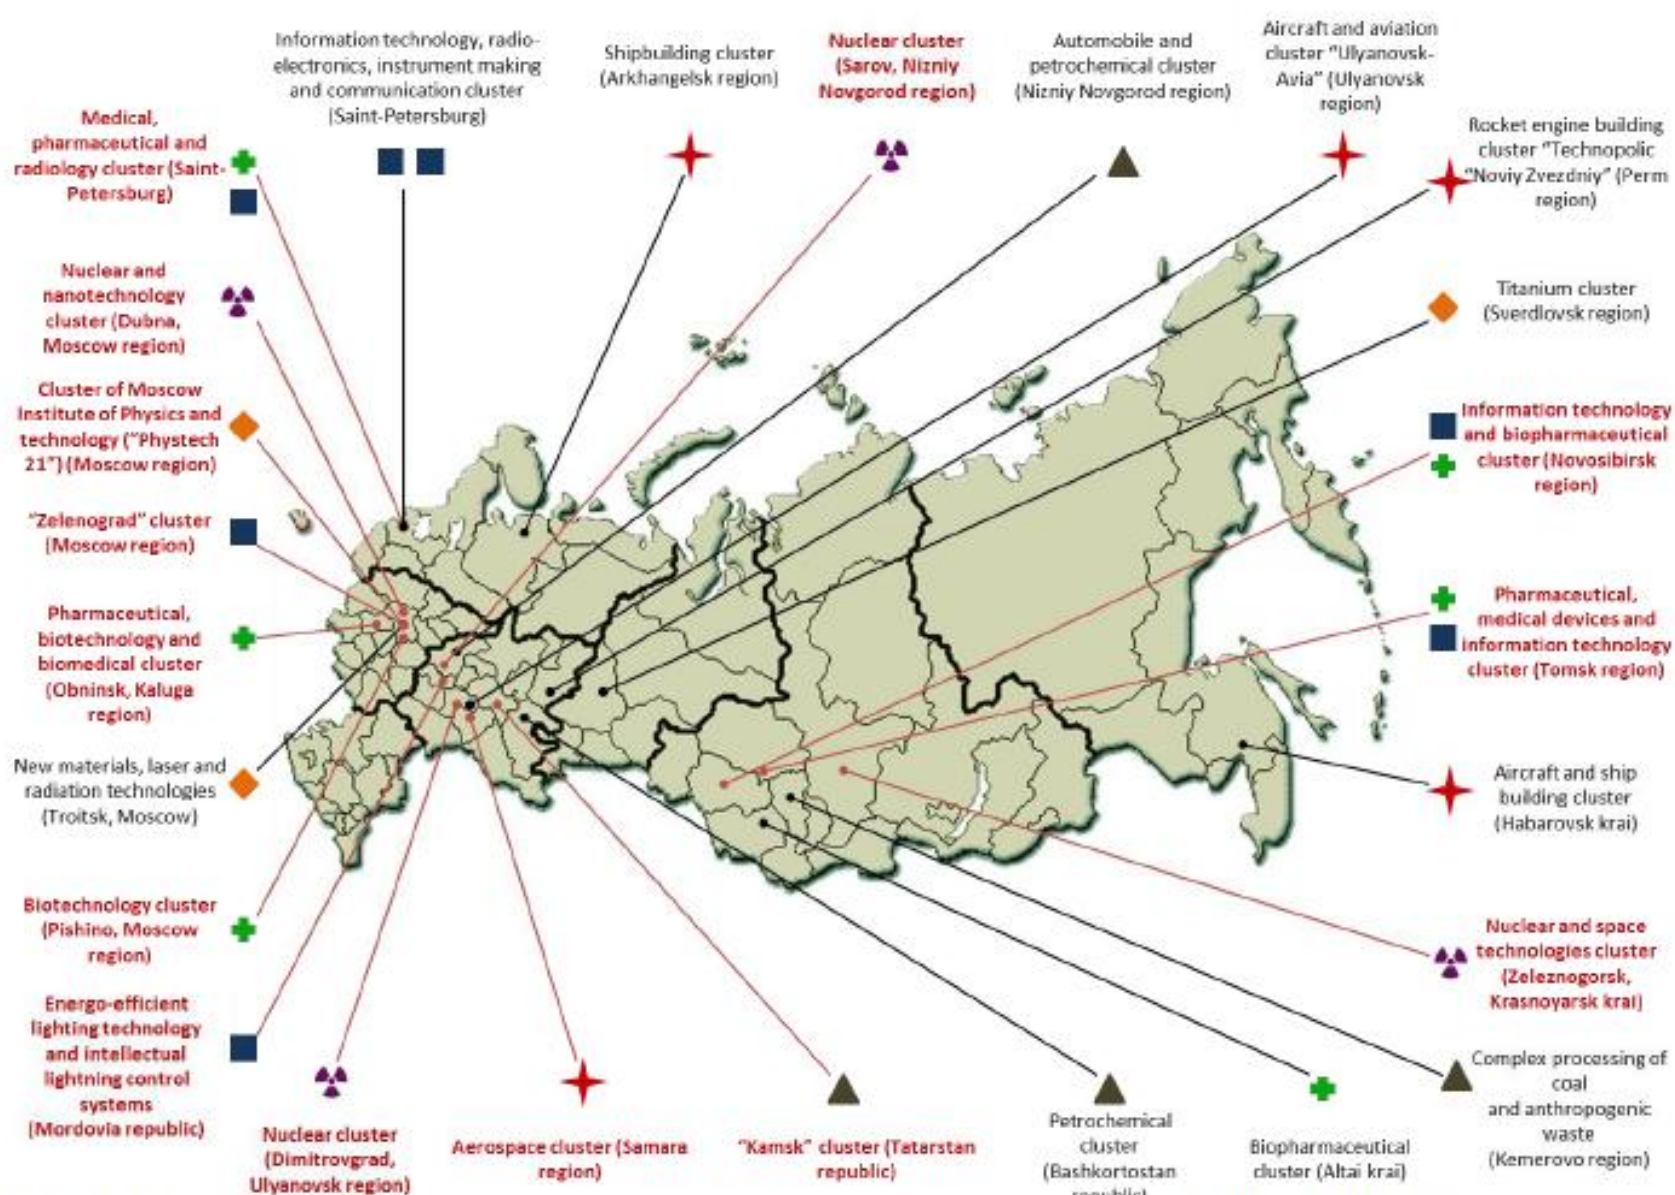 Information technology, radio-
electronics, instrument making
and communication cluster
(Saint-Petersburg)
Shipbuilding cluster
(Arkhangelsk region)
Nuclear cluster
(Sarov, Nizniy
Novgorod region)
Automobile and
petrochemical cluster
(Nizniy Novgorod region)
Aircraft and aviation
cluster "Ulyanovsk-
Avia" (Ulyanovsk
region)
Rocket engine building
cluster "Technopolic
"Noviy Zvezdniy" (Perm
region)
Titanium cluster
(Sverdlovsk region)
Information technology
and biopharmaceutical
cluster (Novosibirsk
region)
Pharmaceutical,
medical devices and
information technology
cluster (Tomsk region)
Aircraft and ship
building cluster
(Habarovsk krai)
Nuclear and space
technologies cluster
(Zeleznogorsk,
Krasnoyarsk krai)
Complex processing of
coal
and anthropogenic
waste
(Kemerovo region)
Medical,
pharmaceutical and
radiology cluster (Saint-
Petersburg)
Nuclear and
nanotechnology
cluster (Dubna,
Moscow region)
Cluster of Moscow
Institute of Physics and
technology ("Phystech
21") (Moscow region)
"Zelenograd" cluster
(Moscow region)
Pharmaceutical,
biotechnology and
biomedical cluster
(Obninsk, Kaluga
region)
New materials, laser and
radiation technologies
(Troitsk, Moscow)
Biotechnology cluster
(Pishino, Moscow
region)
Energo-efficient
lighting technology
and intellectual
lightning control
systems
(Mordovia republic)
Nuclear cluster
(Dimitrovgrad,
Ulyanovsk region)
Aerospace cluster (Samara
region)
"Kamsk" cluster (Tatarstan
republic)
Petrochemical
cluster
(Bashkortostan
republic)
Biopharmaceutical
cluster (Altai krai)